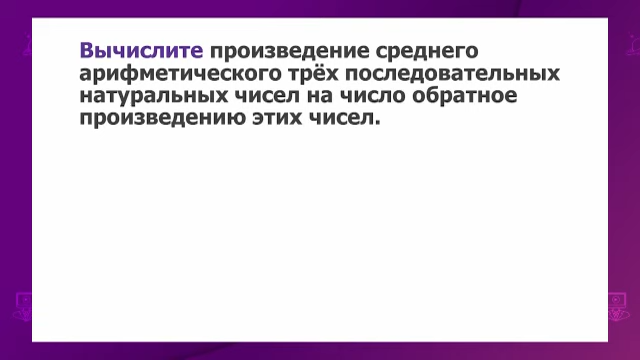 Вычислите произведение среднего
арифметического трёх последовательных
натуральных чисел на число обратное
произведению этих чисел.